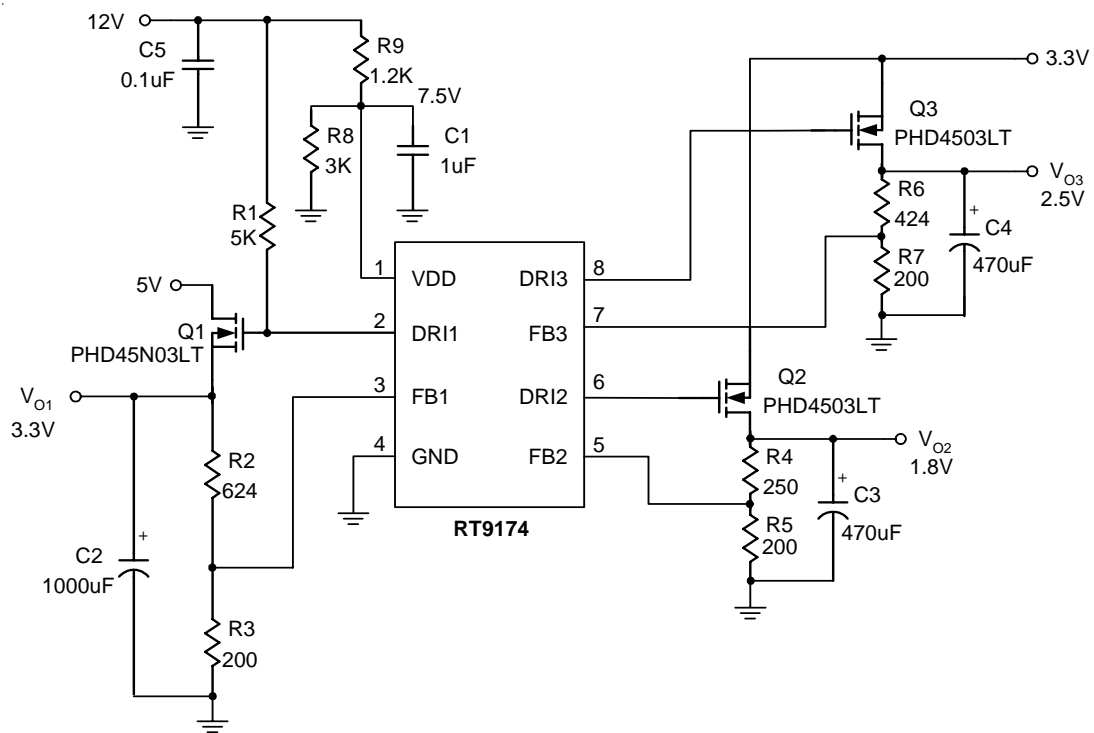 12V
C5
0.1uF
R9
1.2K
7.5V
R8
3K
C1
1uF
R1
5K
5V
Q1
PHD45N03LT
VO1
3.3V
R2
624
C2
1000uF
R3
200
1
VDD
2
DRI1
3
FB1
4
GND
DRI3
8
FB3
7
DRI2
6
FB2
5
RT9174
3.3V
Q3
PHD4503LT
VO3
2.5V
R6
424
C4
470uF
R7
200
Q2
PHD4503LT
VO2
1.8V
R4
250
C3
470uF
R5
200
+
+
+